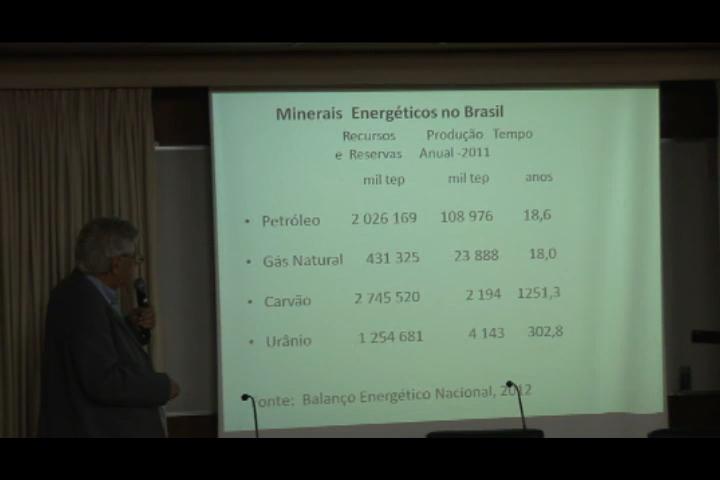 Minerais Energéticos no Brasil
Recursos Produção Tempo
e Reservas Anual -2011
mil tep mil tep anos
• Petróleo 2 026 169 108 976 18,6
• Gás Natural 431 325 23 888 18,0
• Carvão 2 745 520 2 194 1251,3
• Urânio 1 254 681 4 143 302,8
Fonte: Balanço Energético Nacional, 2012